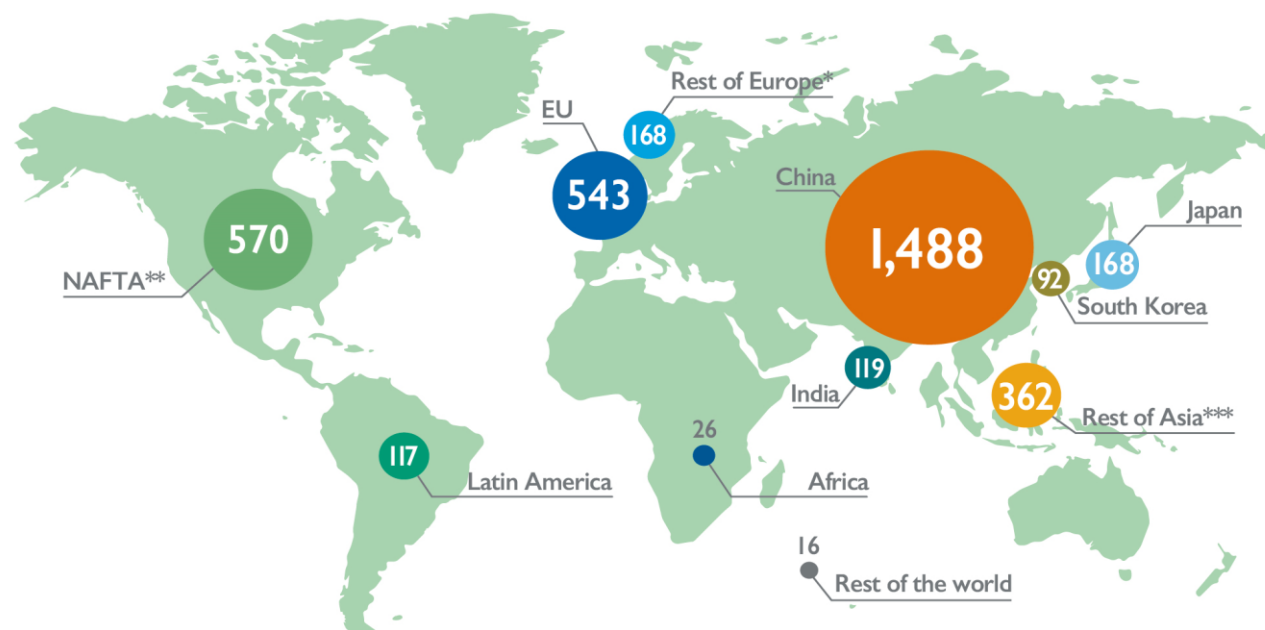 Rest of Europe*
168
EU
543
China
1,488
Japan
168
92
South Korea
570
NAFTA**
119
India
362
Rest of Asia***
117
Latin America
26
Africa
16
Rest of the world